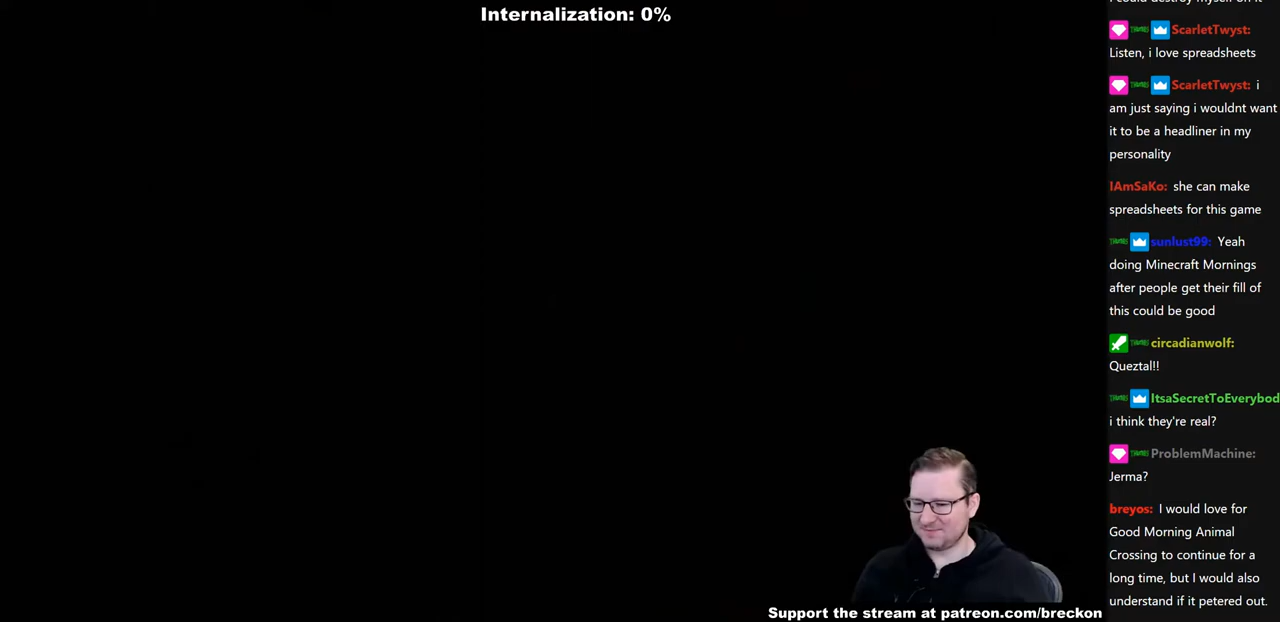 Internalization: 0%
ScarletTwyst:
Listen, i love spreadsheets
ScarletTwyst: i
am just saying i wouldnt want
it to be a headliner in my
personality
IAmSaKo: she can make
spreadsheets for this game
sunlust99: Yeah
doing Minecraft Mornings
after people get their fill of
this could be good
circadianwolf:
Queztal!!
ItsaSecretToEverybod
i think they're real?
ProblemMachine:
Jerma?
breyos: I would love for
Good Morning Animal
Crossing to continue for a
long time, but I would also
understand if it petered out.
Support the stream at patreon.com/breckon